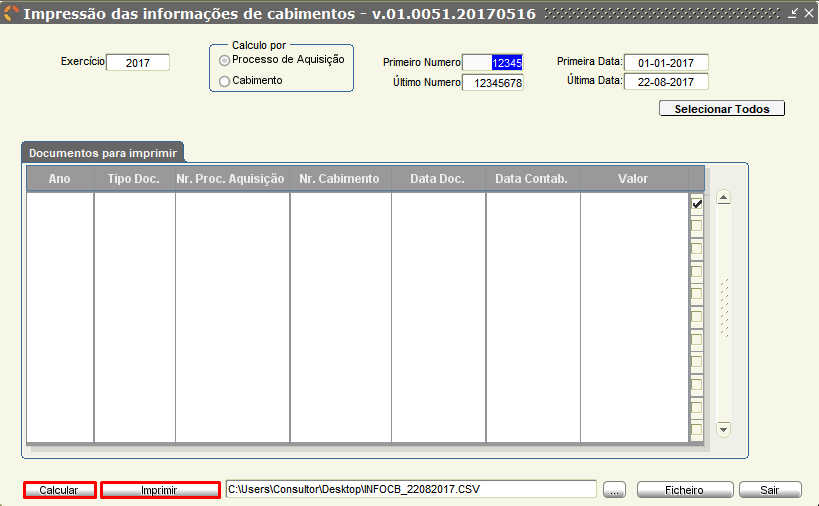 Impressão das informações de cabimentos - v.01.0051.20170516
Exercício 2017
Calculo por
Processo de Aquisição
Cabimento
Primeiro Numero 12345
Último Numero 12345678
Primeira Data: 01-01-2017
Última Data: 22-08-2017
Selecionar Todos
Documentos para imprimir
Ano Tipo Doc. Nr. Proc. Aquisição Nr. Cabimento Data Doc. Data Contab. Valor
Calcular Imprimir C:\Users\Consultor\Desktop\INFOCB_22082017.CSV ... Ficheiro Sair